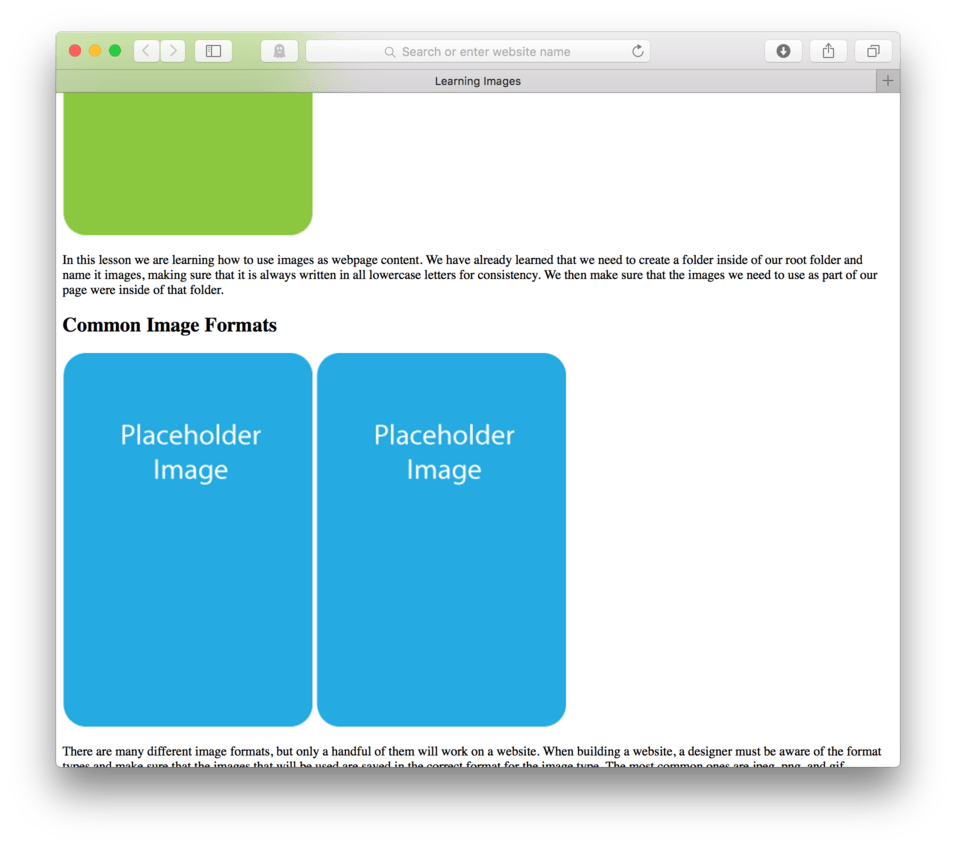 Search or enter website name
Learning Images
In this lesson we are learning how to use images as webpage content. We have already learned that we need to create a folder inside of our root folder and
name it images, making sure that it is always written in all lowercase letters for consistency. We then make sure that the images we need to use as part of our
page were inside of that folder.
Common Image Formats
Placeholder
Image
Placeholder
Image
There are many different image formats, but only a handful of them will work on a website. When building a website, a designer must be aware of the format
types and make sure that the images that will be used are saved in the correct format for the image type. The most common ones are jpeg, png, and gif.